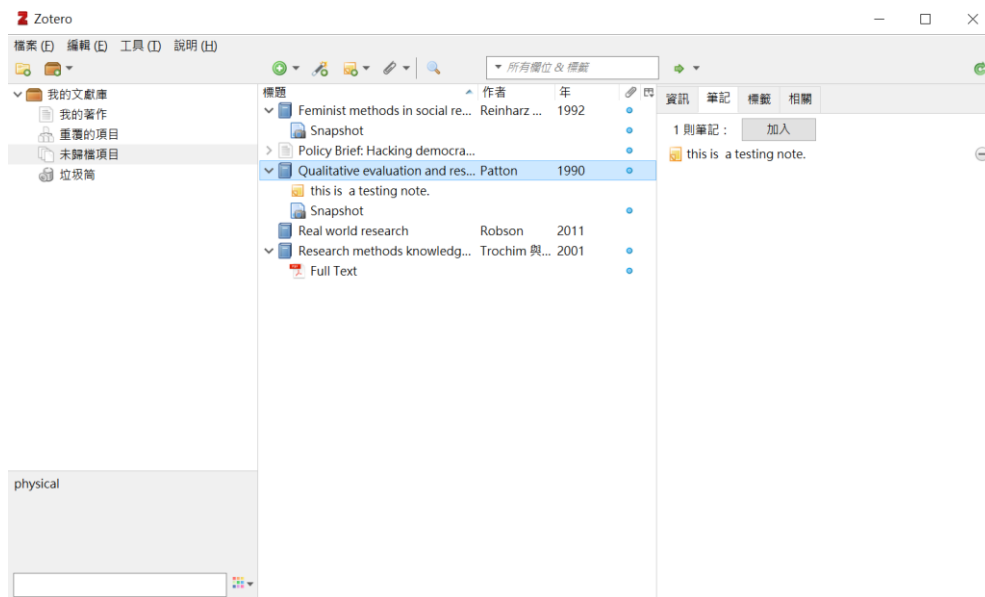 Zotero
檔案(F) 編輯(E) 工具(T) 說明(H)
所有欄位 & 標籤
我的文獻庫
我的著作
重覆的項目
未歸檔項目
垃圾筒
標題 作者 年
Feminist methods in social re... Reinharz ... 1992
Snapshot
Policy Brief: Hacking democra...
Qualitative evaluation and res... Patton 1990
this is a testing note.
Snapshot
Real world research Robson 2011
Research methods knowledg... Trochim 與... 2001
Full Text
資訊 筆記 標籤 相關
1 則筆記： 加入
this is a testing note.
physical